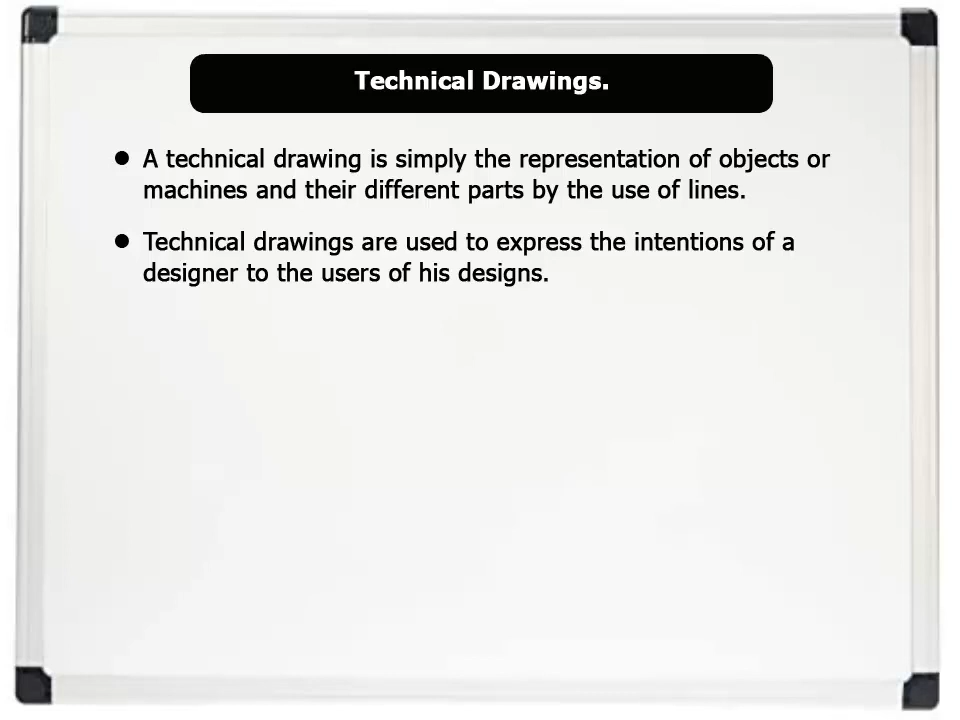 Technical Drawings.
A technical drawing is simply the representation of objects or
machines and their different parts by the use of lines.
Technical drawings are used to express the intentions of a
designer to the users of his designs.